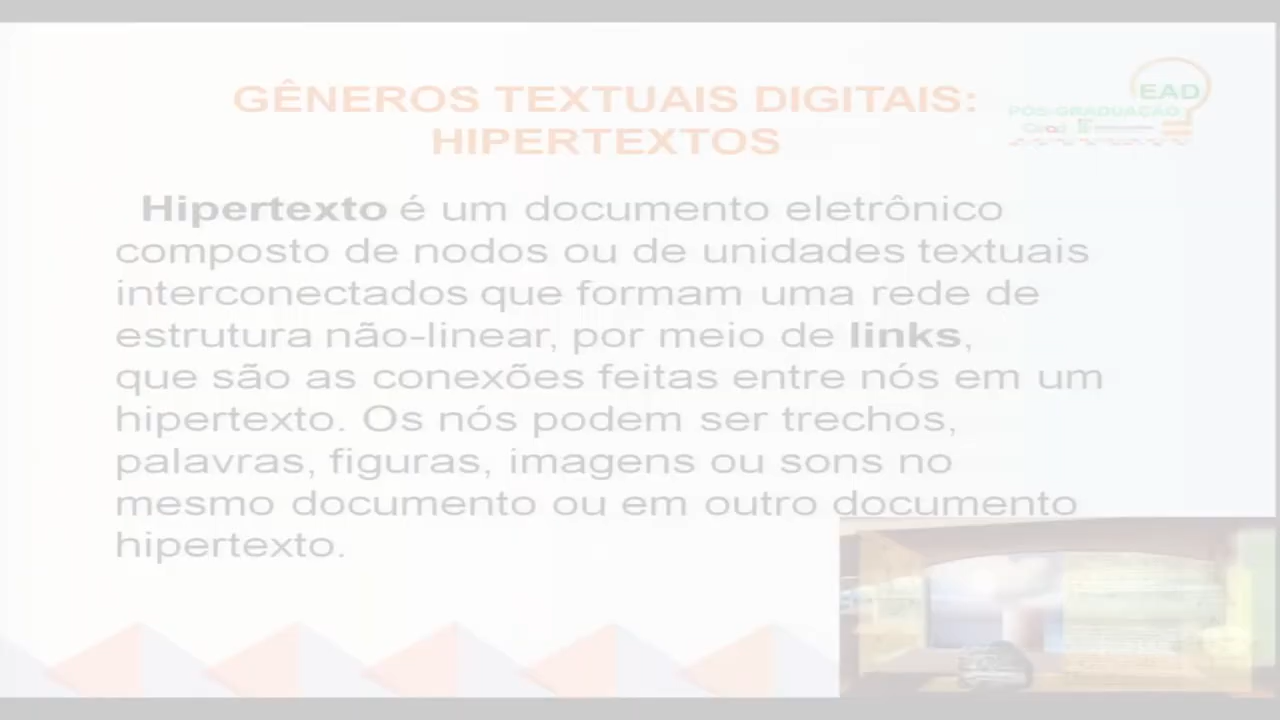 GÊNEROS TEXTUAIS DIGITAIS:
HIPERTEXTOS
EAD
PÓS-GRADUAÇÃO
Hipertexto é um documento eletrônico
composto de nodos ou de unidades textuais
interconectados que formam uma rede de
estrutura não-linear, por meio de links,
que são as conexões feitas entre nós em um
hipertexto. Os nós podem ser trechos,
palavras, figuras, imagens ou sons no
mesmo documento ou em outro documento
hipertexto.